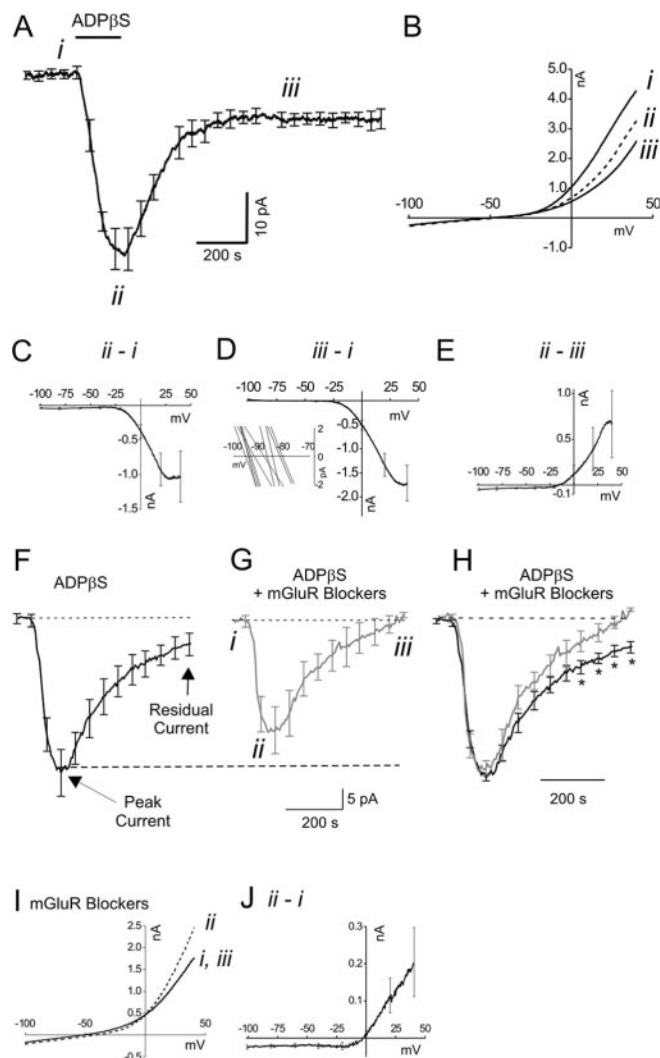 A
ADPβS
i
ii
iii
10 pA
200 s
B
5.0
nA
4.0
3.0
2.0
1.0
-1.0
-100
-50
50
mV
i
ii
iii
C
ii - i
-100 -75 -50 -25 25 50
mV
-0.5
-1.0
-1.5
nA
D
iii - i
-100 -75 -50 -25 25 50
mV
-0.5
-1.0
-1.5
-2.0
nA
-100 -90 -80 -70
mV
2
0
2
pA
E
ii - iii
1.0
nA
0.5
-0.1
-100 -75 -50 -25 25 50
mV
F
ADPβS
Residual
Current
Peak
Current
G
ADPβS
+ mGluR Blockers
i
ii
iii
5 pA
200 s
H
ADPβS
+ mGluR Blockers
* * * *
200 s
I mGluR Blockers
2.5
nA
2.0
1.5
1.0
0.5
-0.5
-100 -50 0 50
mV
ii
i, iii
J ii - i
0.3
nA
0.2
0.1
-100 -50 0 50
mV